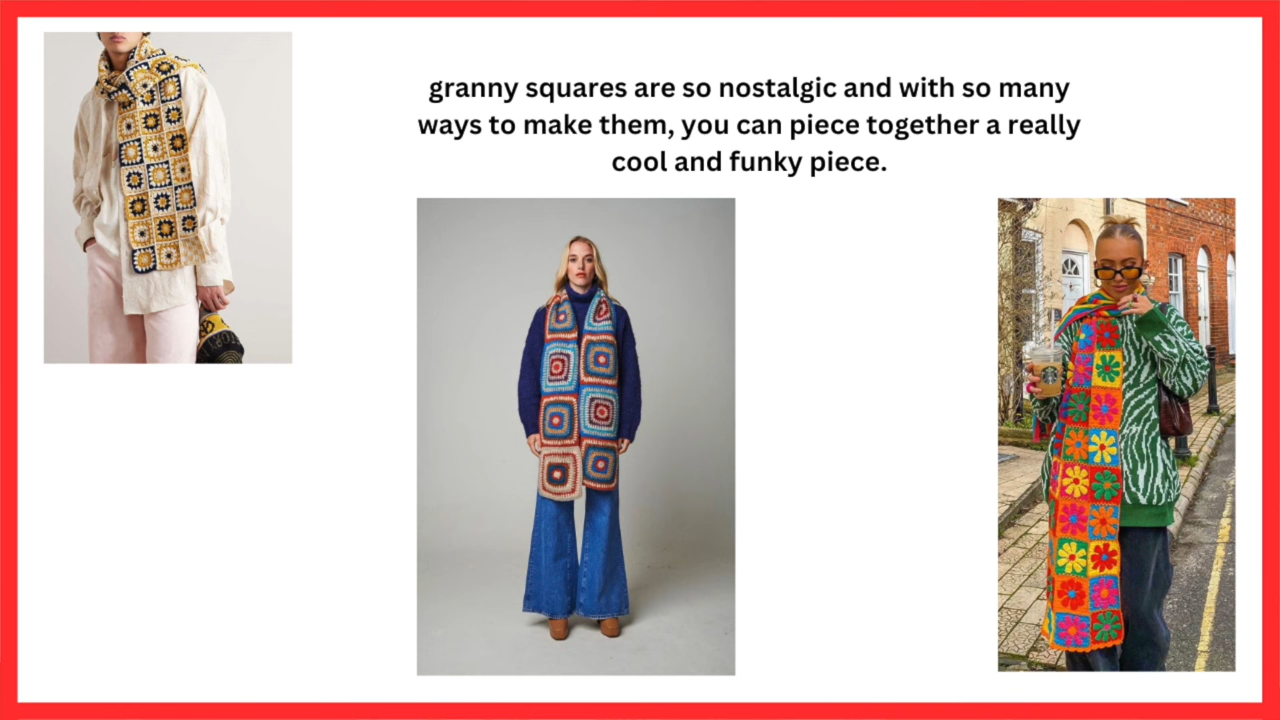 granny squares are so nostalgic and with so many
ways to make them, you can piece together a really
cool and funky piece.